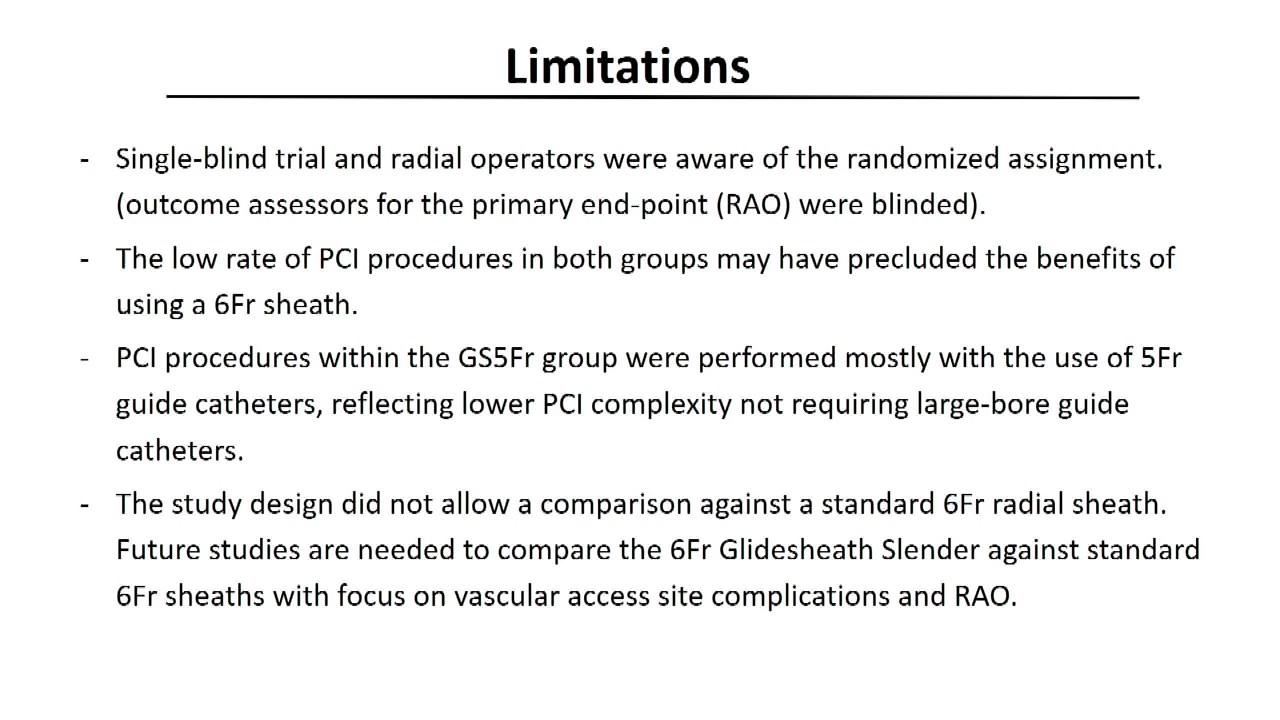 Limitations
- Single-blind trial and radial operators were aware of the randomized assignment.
(outcome assessors for the primary end-point (RAO) were blinded).
- The low rate of PCI procedures in both groups may have precluded the benefits of
using a 6Fr sheath.
- PCI procedures within the GS5Fr group were performed mostly with the use of 5Fr
guide catheters, reflecting lower PCI complexity not requiring large-bore guide
catheters.
- The study design did not allow a comparison against a standard 6Fr radial sheath.
Future studies are needed to compare the 6Fr Glidesheath Slender against standard
6Fr sheaths with focus on vascular access site complications and RAO.